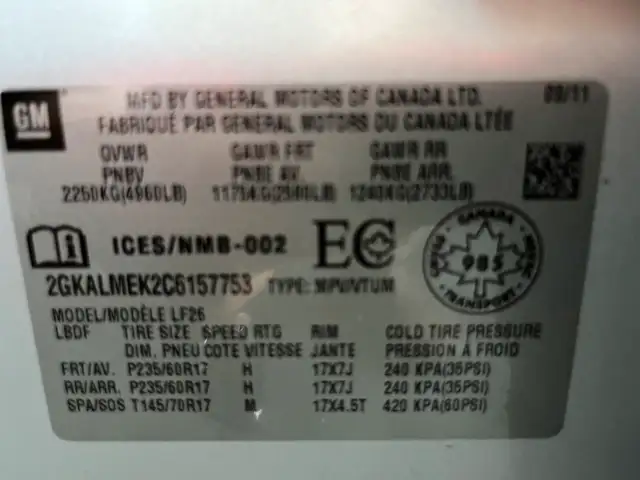 GM
MFD BY GENERAL MOTORS OF CANADA LTD. 09/11
FABRIQUÉ PAR GENERAL MOTORS DU CANADA LTÉE
GVWR GAWR FRT GAWR RR
PNBV PNBE AV. PNBE ARR.
2250KG(4960LB) 1240KG(2733LB)
ICES/NMB-002 EC
CANADA
985
TRANSPORT
2GKALMEK2C6157753 TYPE: MPV/VTUM
MODEL/MODÈLE LF26
LBDF TIRE SIZE SPEED RTG RIM COLD TIRE PRESSURE
DIM. PNEU COTE VITESSE JANTE PRESSION A FROID
FRT/AV. P235/60R17 H 17X7J 240 KPA(35PSI)
RR/ARR. P235/60R17 H 17X7J 240 KPA(35PSI)
SPA/SOS T145/70R17 M 17X4.5T 420 KPA(60PSI)